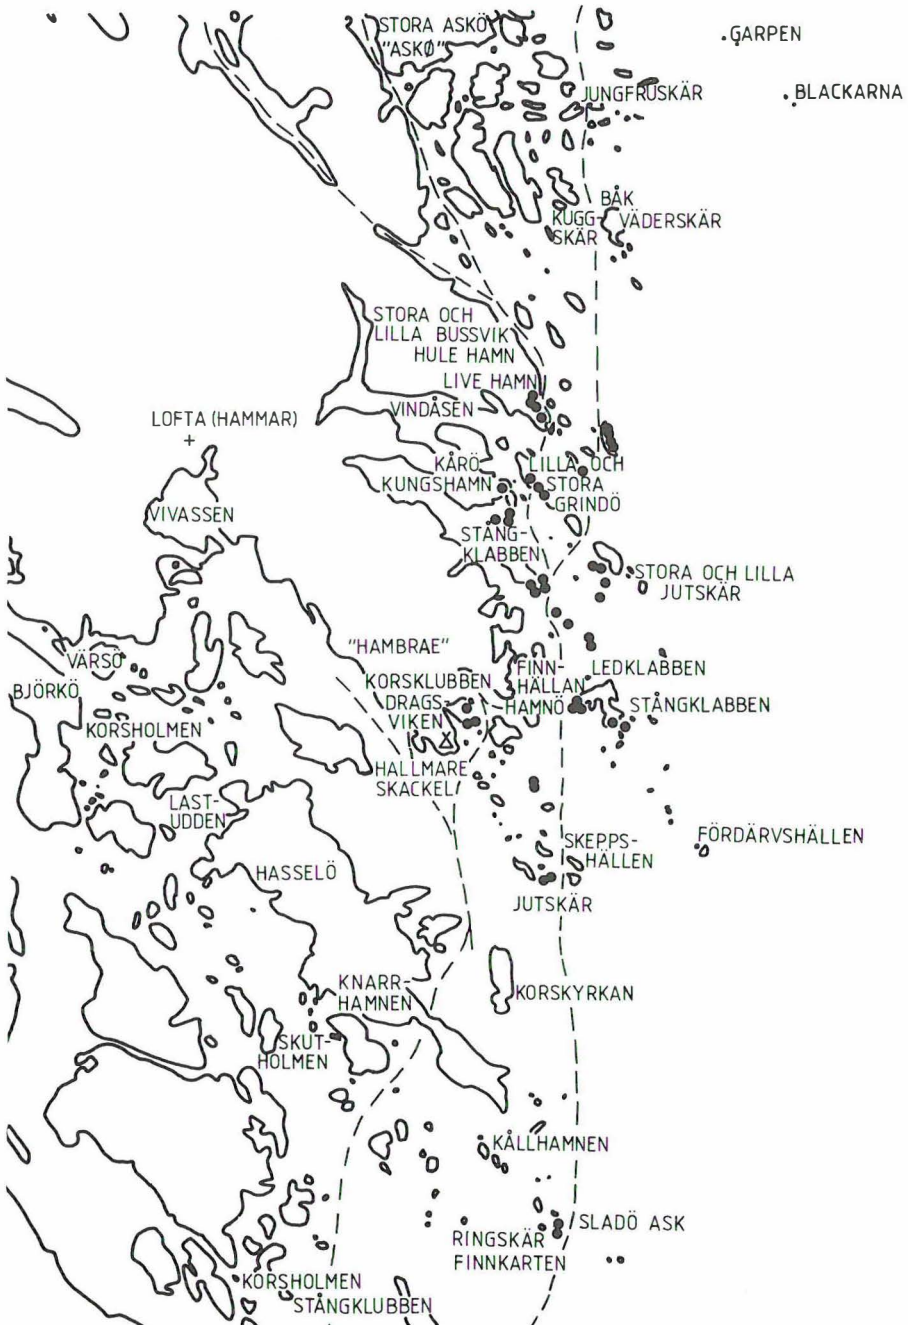 STORA ASKÖ
"ASKØ"
GARPEN
JUNGFRUSKÄR
BLACKARNA
BÅK
KUGG-
SKÄR
VÄDERSKÄR
STORA OCH
LILLA BUSSVIK
HULE HAMN
LIVE HAMN
VINDÅSEN
LOFTA (HAMMAR)
KÅRÖ
KUNGSHAMN
LILLA OCH
STORA
GRINDÖ
VIVASSEN
STÅNG-
KLABBEN
STORA OCH LILLA
JUTSKÄR
"HAMBRAE"
VÄRSÖ
KORSKLUBBEN
FINN-
HÄLLAN
LEDKLABBEN
BJÖRKÖ
DRAGS-
VIKEN
HAMNÖ
STÅNGKLABBEN
KORSHOLMEN
HALLMARE
SKACKEL
LAST-
UDDEN
SKEPPS-
HÄLLEN
FÖRDÄRVSHÄLLEN
HASSELÖ
JUTSKÄR
KNARR-
HAMNEN
KORSKYRKAN
SKUT-
HOLMEN
KÅLLHAMNEN
SLADÖ ASK
RINGSKÄR
FINNKARTEN
KORSHOLMEN
STÅNGKLUBBEN